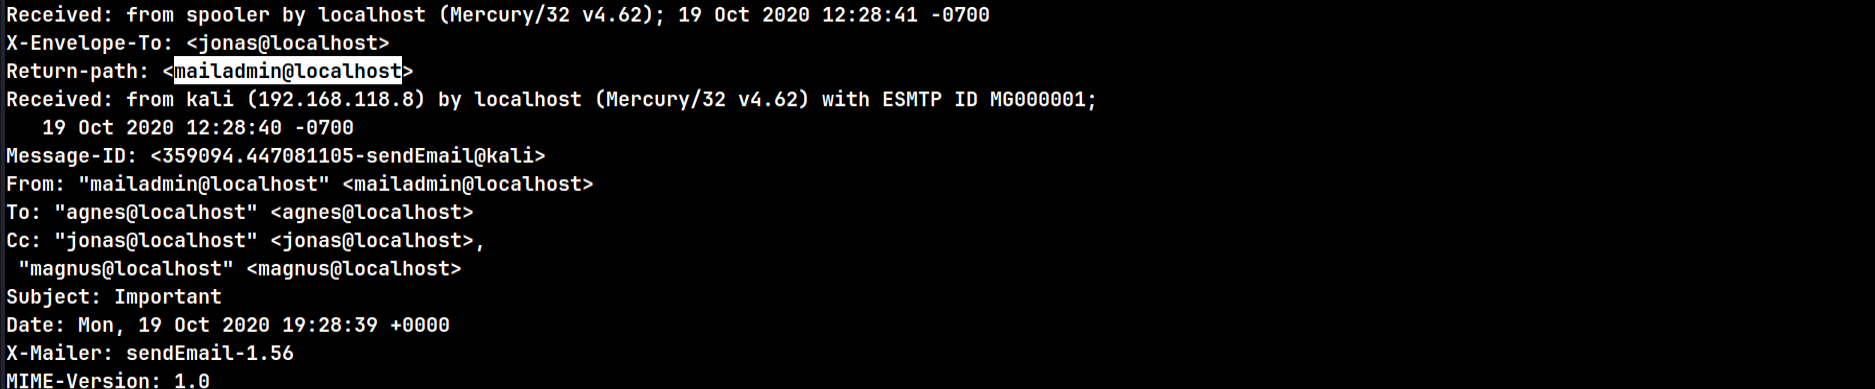 Received: from spooler by localhost (Mercury/32 v4.62); 19 Oct 2020 12:28:41 -0700
X-Envelope-To: <jonas@localhost>
Return-path: <mailadmin@localhost>
Received: from kali (192.168.118.8) by localhost (Mercury/32 v4.62) with ESMTP ID MG000001;
   19 Oct 2020 12:28:40 -0700
Message-ID: <359094.447081105-sendEmail@kali>
From: "mailadmin@localhost" <mailadmin@localhost>
To: "agnes@localhost" <agnes@localhost>
Cc: "jonas@localhost" <jonas@localhost>,
 "magnus@localhost" <magnus@localhost>
Subject: Important
Date: Mon, 19 Oct 2020 19:28:39 +0000
X-Mailer: sendEmail-1.56
MIME-Version: 1.0